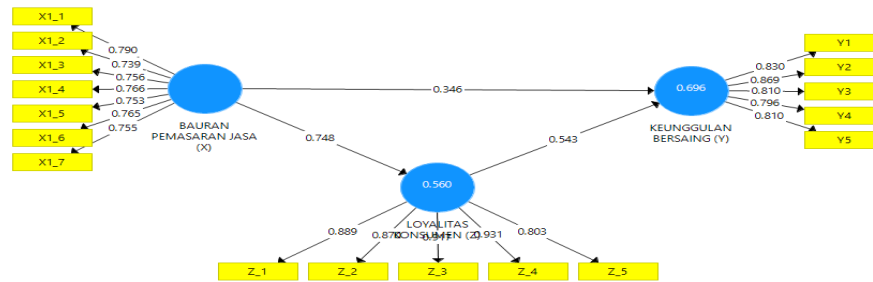 X1_1
X1_2
X1_3
X1_4
X1_5
X1_6
X1_7
0.790
0.739
0.756
0.766
0.753
0.765
0.755
BAURAN
PEMASARAN JASA
(X)
0.346
0.748
0.543
0.696
KEUNGGULAN
BERSAING (Y)
0.830
0.869
0.810
0.796
0.810
Y1
Y2
Y3
Y4
Y5
0.560
LOYALITAS
KONSUMEN (Z)
0.889
0.931
0.803
Z_1
Z_2
Z_3
Z_4
Z_5